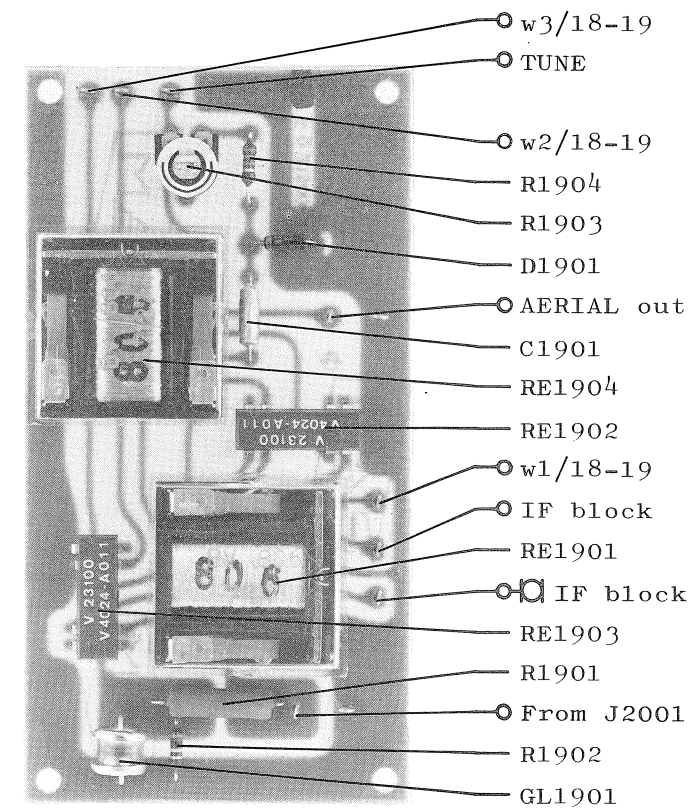 w3/18-19
TUNE
w2/18-19
R1904
R1903
D1901
AERIAL out
C1901
RE1904
RE1902
w1/18-19
IF block
RE1901
IF block
RE1903
R1901
From J2001
R1902
GL1901
808
V 23100
V4024-A011
806
V 23100
V4024-A011